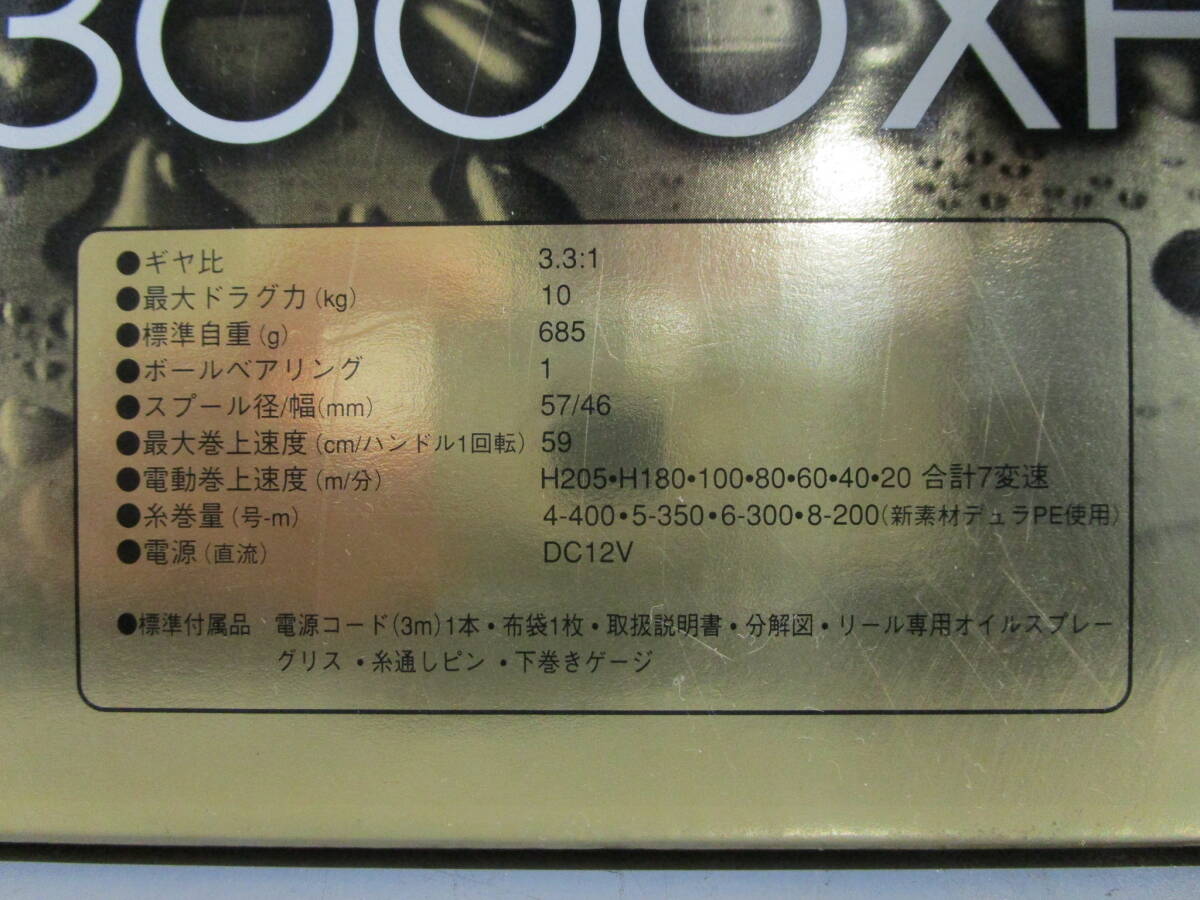 3000XH
●ギヤ比 3.3:1
●最大ドラグ力(kg) 10
●標準自重(g) 685
●ボールベアリング 1
●スプール径/幅(mm) 57/46
●最大巻上速度(cm/ハンドル1回転) 59
●電動巻上速度(m/分) H205•H180•100•80•60•40•20 合計7変速
●糸巻量(号-m) 4-400•5-350•6-300•8-200(新素材デュラPE使用)
●電源(直流) DC12V
●標準付属品 電源コード(3m)1本・布袋1枚・取扱説明書・分解図・リール専用オイルスプレー
グリス・糸通しピン・下巻きゲージ